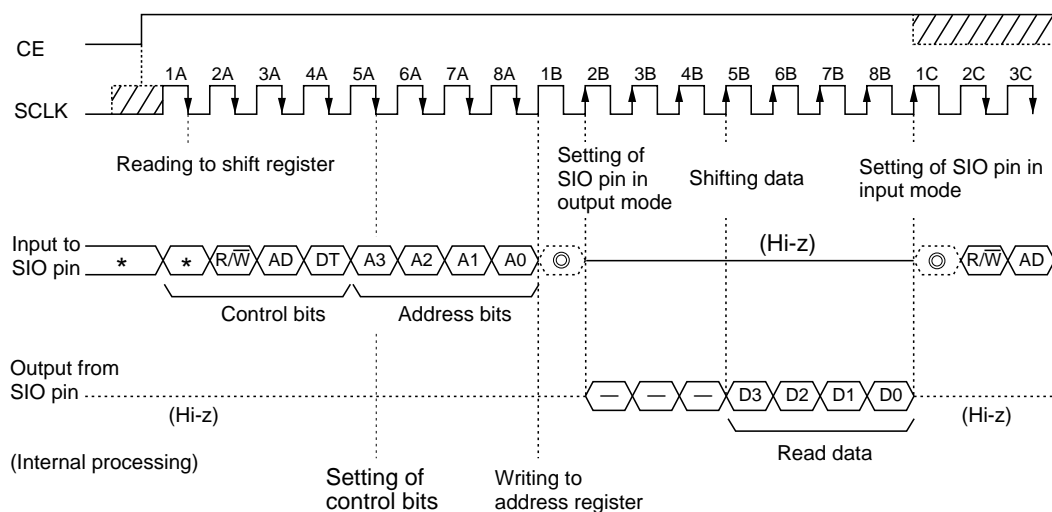 CE
1A 2A 3A 4A 5A 6A 7A 8A 1B 2B 3B 4B 5B 6B 7B 8B 1C 2C 3C
SCLK
Reading to shift register
Setting of
SIO pin in
output mode
Shifting data
Setting of SIO pin in
input mode
Input to
SIO pin
* * R/W̅ AD DT A3 A2 A1 A0 ◎ (Hi-z) ◎ R/W̅ AD
Control bits Address bits
Output from
SIO pin
(Hi-z) — — — D3 D2 D1 D0 (Hi-z)
Read data
(Internal processing)
Setting of
control bits
Writing to
address register